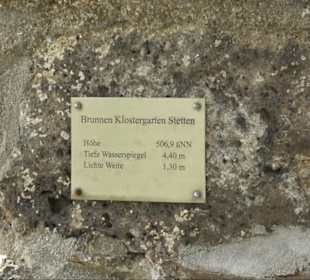 Brunnen Klostergarten Stetten
Höhe 506,9 üNN
Tiefe Wasserspiegel 4,40 m
Lichte Weite 1,30 m